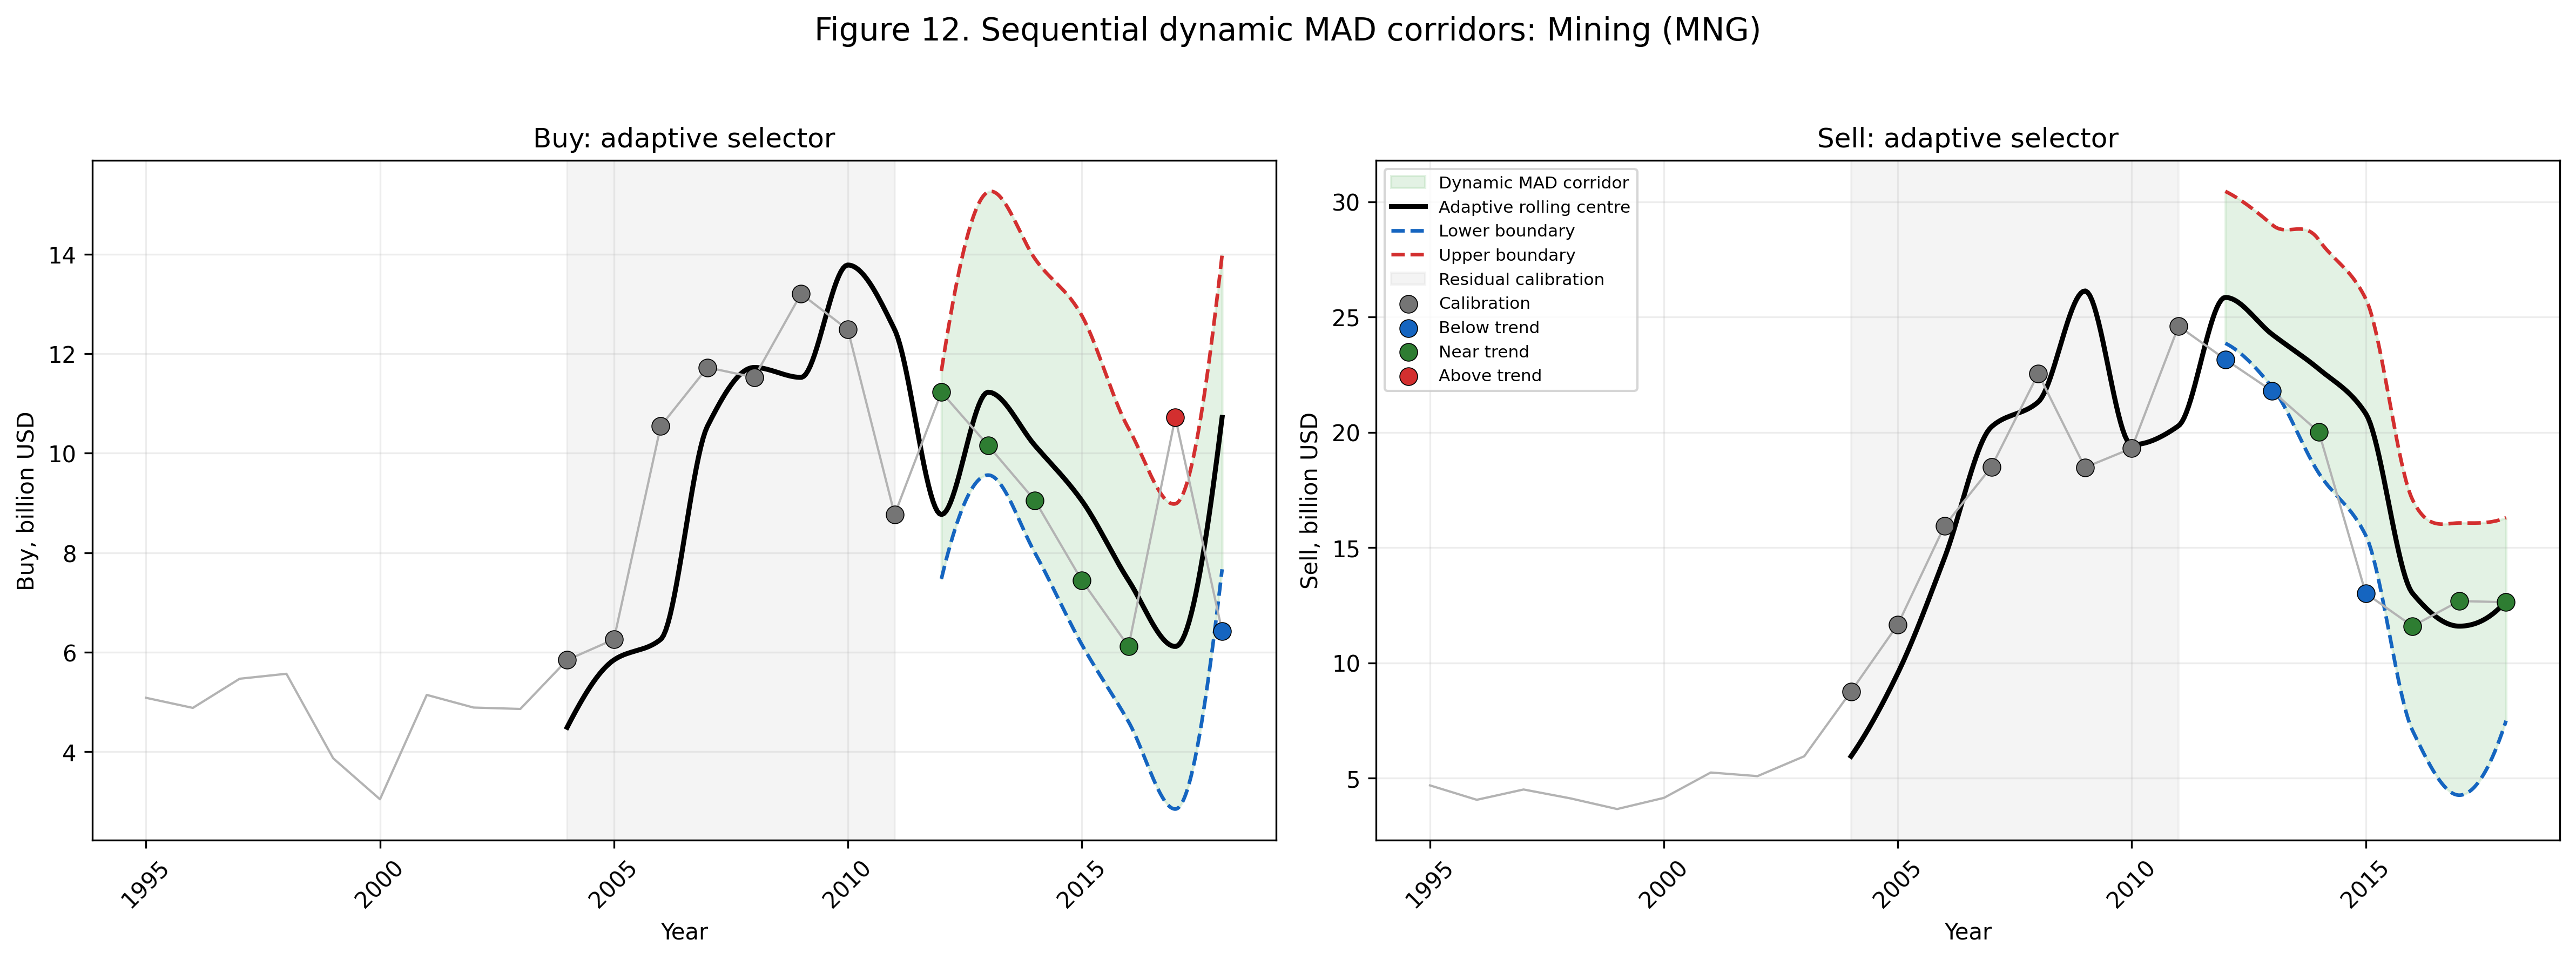 Figure 12. Sequential dynamic MAD corridors: Mining (MNG)
Buy: adaptive selector
Buy, billion USD
14
12
10
8
6
4
1995
2000
2005
2010
2015
Year
Sell: adaptive selector
Dynamic MAD corridor
Adaptive rolling centre
Lower boundary
Upper boundary
Residual calibration
Calibration
Below trend
Near trend
Above trend
Sell, billion USD
30
25
20
15
10
5
1995
2000
2005
2010
2015
Year